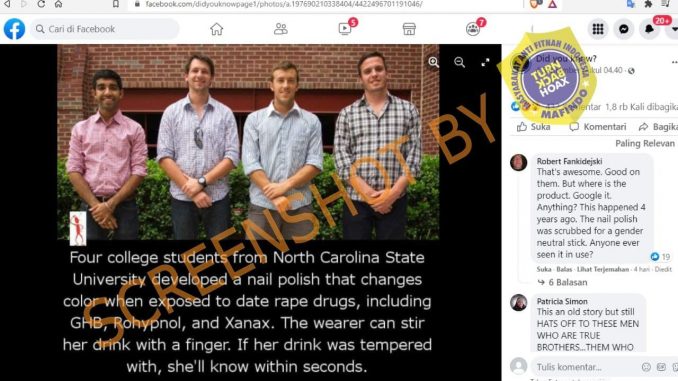 facebook.com/didyouknowpage1/photos/a.197690210338404/4422496701191046/
Cari di Facebook
5
7
20+
Did you know?
04.40
MASYARAKAT ANTI FITNAH INDONESIA
TURN BACK HOAX
MAFINDO
1,8 rb Kali dibagika
Suka
Komentari
Bagika
Paling Relevan
Robert Fankidejski
That's awesome. Good on
them. But where is the
product. Google it.
Anything? This happened 4
years ago. The nail polish
was scrubbed for a gender
neutral stick. Anyone ever
seen it in use?
19
Suka · Balas · Lihat Terjemahan · 4 hari · Diedit
6 Balasan
Patricia Simon
This an old story but still
HATS OFF TO THESE MEN
WHO ARE TRUE
BROTHERS...THEM WHO
Tulis komentar...
SCREENSHOT BY
Four college students from North Carolina State
University developed a nail polish that changes
color when exposed to date rape drugs, including
GHB, Rohypnol, and Xanax. The wearer can stir
her drink with a finger. If her drink was tempered
with, she'll know within seconds.